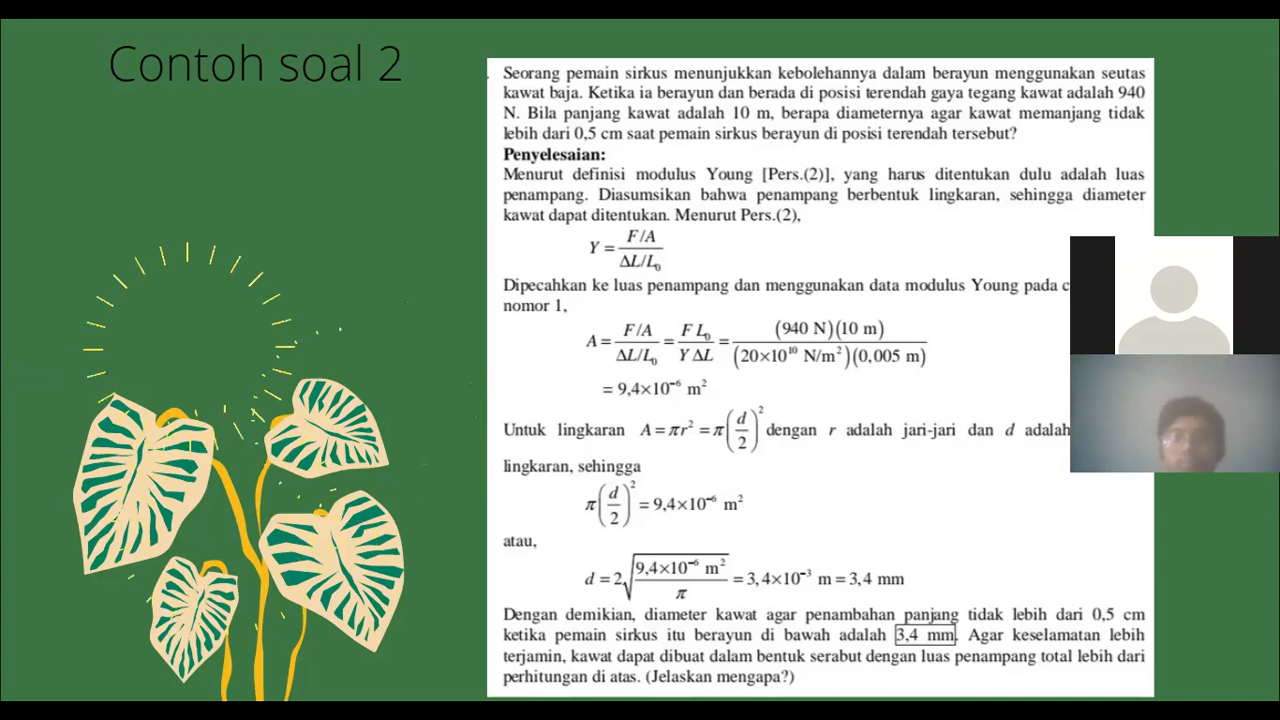 Contoh soal 2
Seorang pemain sirkus menunjukkan kebolehannya dalam berayun menggunakan seutas
kawat baja. Ketika ia berayun dan berada di posisi terendah gaya tegang kawat adalah 940
N. Bila panjang kawat adalah 10 m, berapa diameternya agar kawat memanjang tidak
lebih dari 0,5 cm saat pemain sirkus berayun di posisi terendah tersebut?
Penyelesaian:
Menurut definisi modulus Young [Pers.(2)], yang harus ditentukan dulu adalah luas
penampang. Diasumsikan bahwa penampang berbentuk lingkaran, sehingga diameter
kawat dapat ditentukan. Menurut Pers.(2),
Y = (F/A)/(ΔL/L₀)
Dipecahkan ke luas penampang dan menggunakan data modulus Young pada
nomor 1,
A = (F/A)/(ΔL/L₀) = (F L₀)/(Y ΔL) = ((940 N)(10 m))/((20×10¹⁰ N/m²)(0,005 m))
= 9,4×10⁻⁶ m²
Untuk lingkaran A = πr² = π(d/2)² dengan r adalah jari-jari dan d adalah
lingkaran, sehingga
π(d/2)² = 9,4×10⁻⁶ m²
atau,
d = 2√((9,4×10⁻⁶ m²)/π) = 3,4×10⁻³ m = 3,4 mm
Dengan demikian, diameter kawat agar penambahan panjang tidak lebih dari 0,5 cm
ketika pemain sirkus itu berayun di bawah adalah 3,4 mm. Agar keselamatan lebih
terjamin, kawat dapat dibuat dalam bentuk serabut dengan luas penampang total lebih dari
perhitungan di atas. (Jelaskan mengapa?)